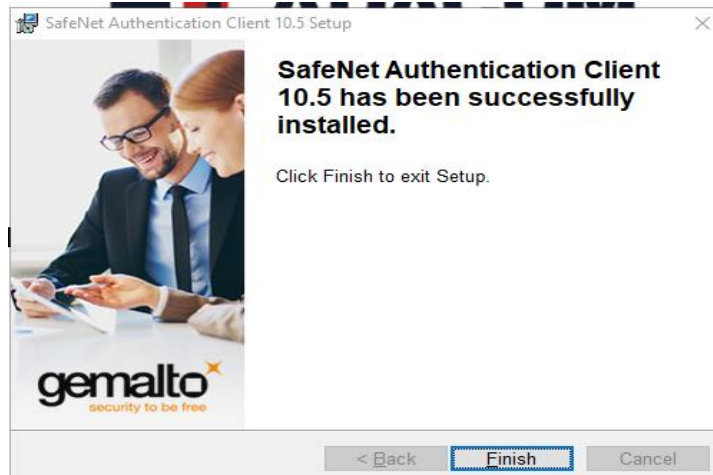 SafeNet Authentication Client 10.5 Setup
SafeNet Authentication Client
10.5 has been successfully
installed.
Click Finish to exit Setup.
gemalto
security to be free
< Back
Finish
Cancel